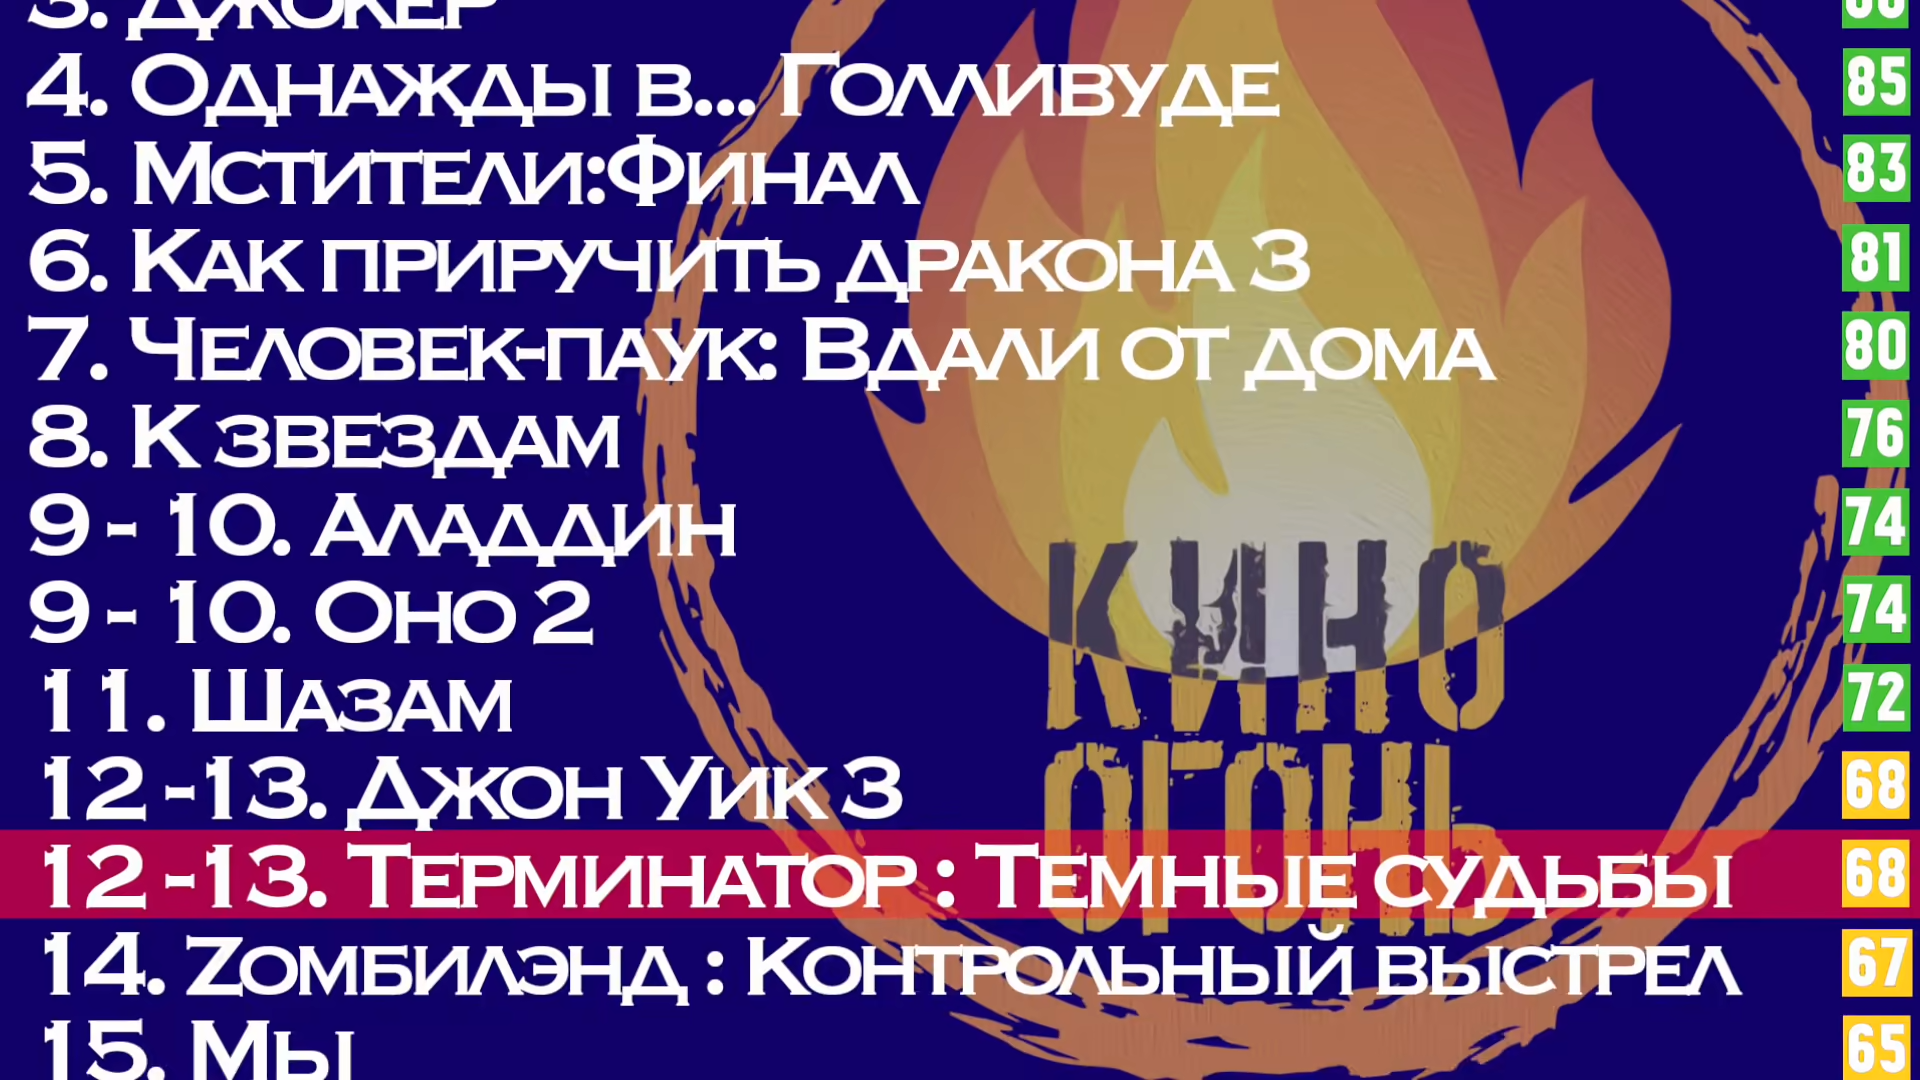 3. Джокер
4. Однажды в... Голливуде 85
5. Мстители:Финал 83
6. Как приручить дракона 3 81
7. Человек-паук: Вдали от дома 80
8. К звездам 76
9 - 10. Аладдин 74
9 - 10. Оно 2 74
11. Шазам 72
12 -13. Джон Уик 3 68
12 -13. Терминатор : Темные судьбы 68
14. Zомбилэнд : Контрольный выстрел 67
15. Мы 65
КИНО
ОГОНЬ